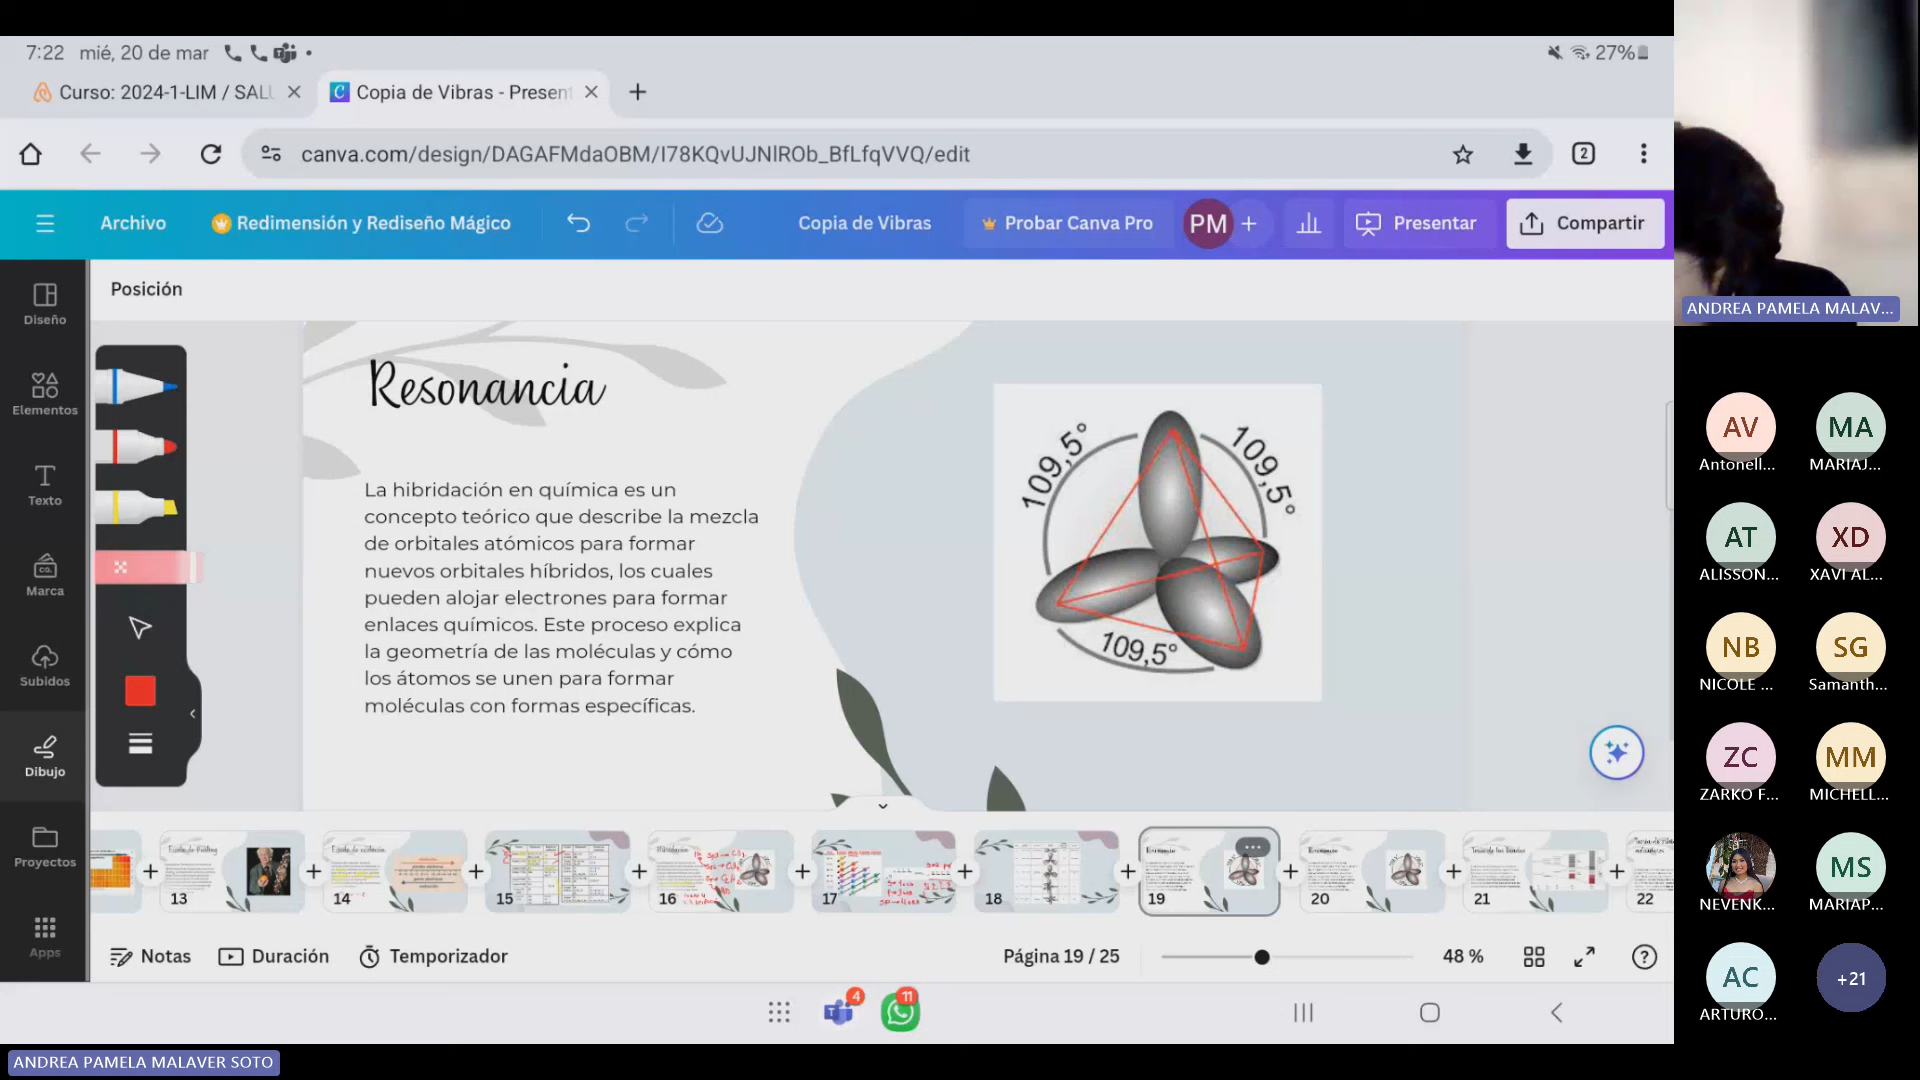 7:22 mié, 20 de mar
27%
Curso: 2024-1-LIM / SALU
Copia de Vibras - Present
canva.com/design/DAGAFMdaOBM/I78KQvUJNlROb_BfLfqVVQ/edit
2
Archivo
Redimensión y Rediseño Mágico
Copia de Vibras
Probar Canva Pro
PM
Presentar
Compartir
Posición
Diseño
Elementos
Texto
Marca
Subidos
Dibujo
Proyectos
Apps
Resonancia
La hibridación en química es un
concepto teórico que describe la mezcla
de orbitales atómicos para formar
nuevos orbitales híbridos, los cuales
pueden alojar electrones para formar
enlaces químicos. Este proceso explica
la geometría de las moléculas y cómo
los átomos se unen para formar
moléculas con formas específicas.
109,5°
109,5°
109,5°
13
14
15
16
17
18
19
20
21
22
Notas
Duración
Temporizador
Página 19 / 25
48 %
4
11
ANDREA PAMELA MALAVER SOTO
ANDREA PAMELA MALAV...
AV
Antonell...
MA
MARIAJ...
AT
ALISSON...
XD
XAVI AL...
NB
NICOLE ...
SG
Samanth...
ZC
ZARKO F...
MM
MICHELL...
NEVENK...
MS
MARIAP...
AC
ARTURO...
+21